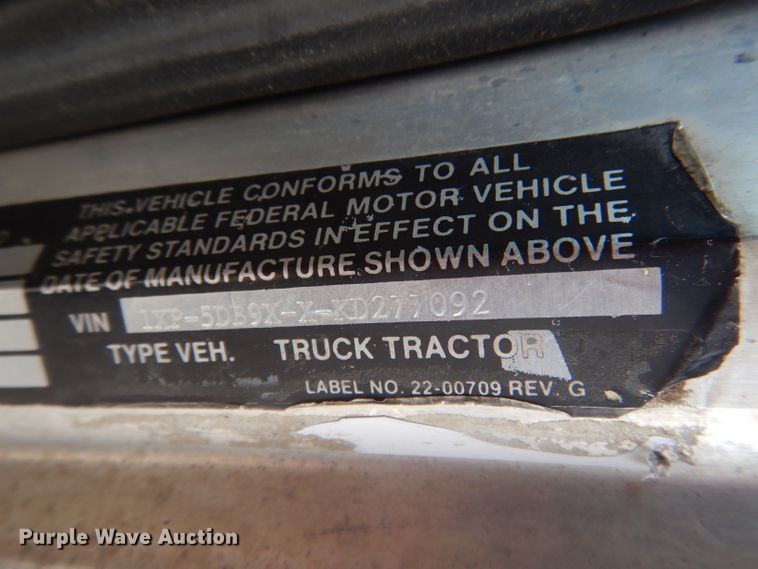 THIS VEHICLE CONFORMS TO ALL
APPLICABLE FEDERAL MOTOR VEHICLE
SAFETY STANDARDS IN EFFECT ON THE
DATE OF MANUFACTURE SHOWN ABOVE
VIN 1XP-5DB9X-X-KD277092
TYPE VEH. TRUCK TRACTOR
LABEL NO. 22-00709 REV. G
Purple Wave Auction